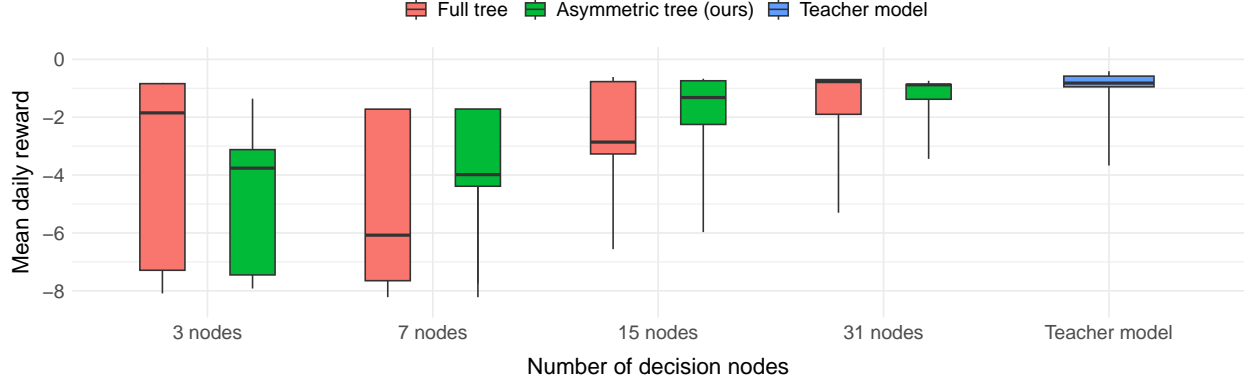 Full tree Asymmetric tree (ours) Teacher model
Mean daily reward
0
−2
−4
−6
−8
3 nodes 7 nodes 15 nodes 31 nodes Teacher model
Number of decision nodes